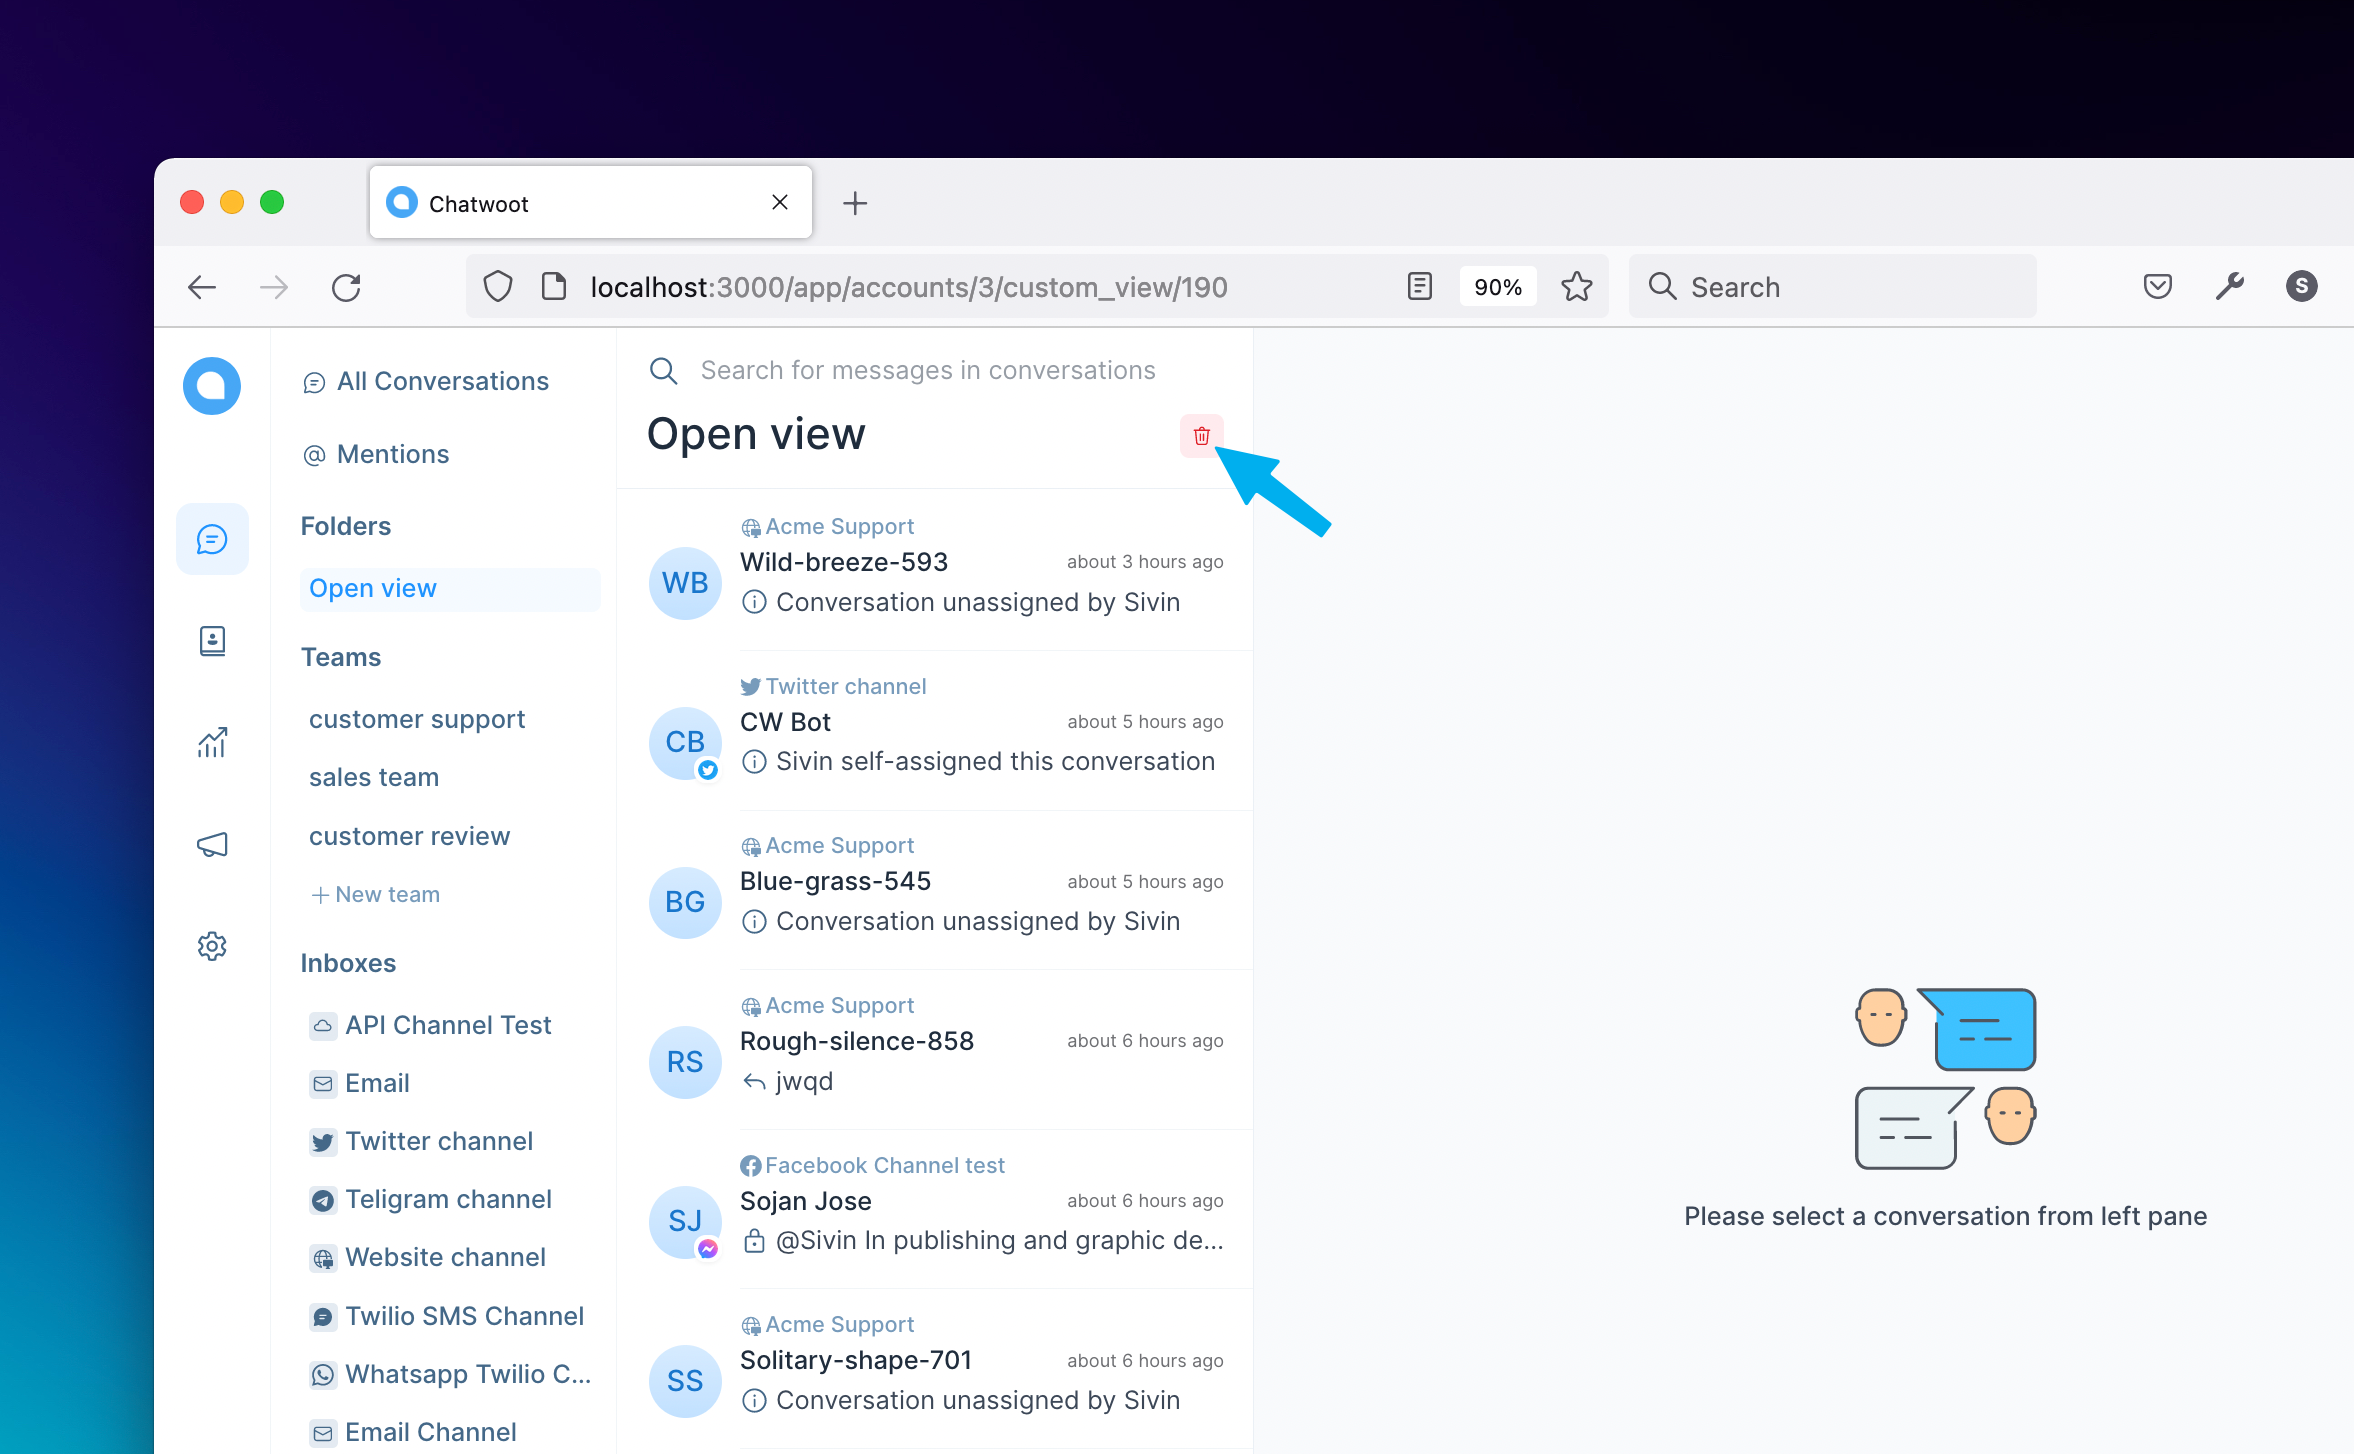 Chatwoot
localhost:3000/app/accounts/3/custom_view/190
90%
Search
S
All Conversations
@ Mentions
Folders
Open view
Teams
customer support
sales team
customer review
+ New team
Inboxes
API Channel Test
Email
Twitter channel
Teligram channel
Website channel
Twilio SMS Channel
Whatsapp Twilio C...
Email Channel
Search for messages in conversations
Open view
Acme Support
WB
Wild-breeze-593
about 3 hours ago
Conversation unassigned by Sivin
Twitter channel
CB
CW Bot
about 5 hours ago
Sivin self-assigned this conversation
Acme Support
BG
Blue-grass-545
about 5 hours ago
Conversation unassigned by Sivin
Acme Support
RS
Rough-silence-858
about 6 hours ago
jwqd
Facebook Channel test
SJ
Sojan Jose
about 6 hours ago
@Sivin In publishing and graphic de...
Acme Support
SS
Solitary-shape-701
about 6 hours ago
Conversation unassigned by Sivin
Please select a conversation from left pane